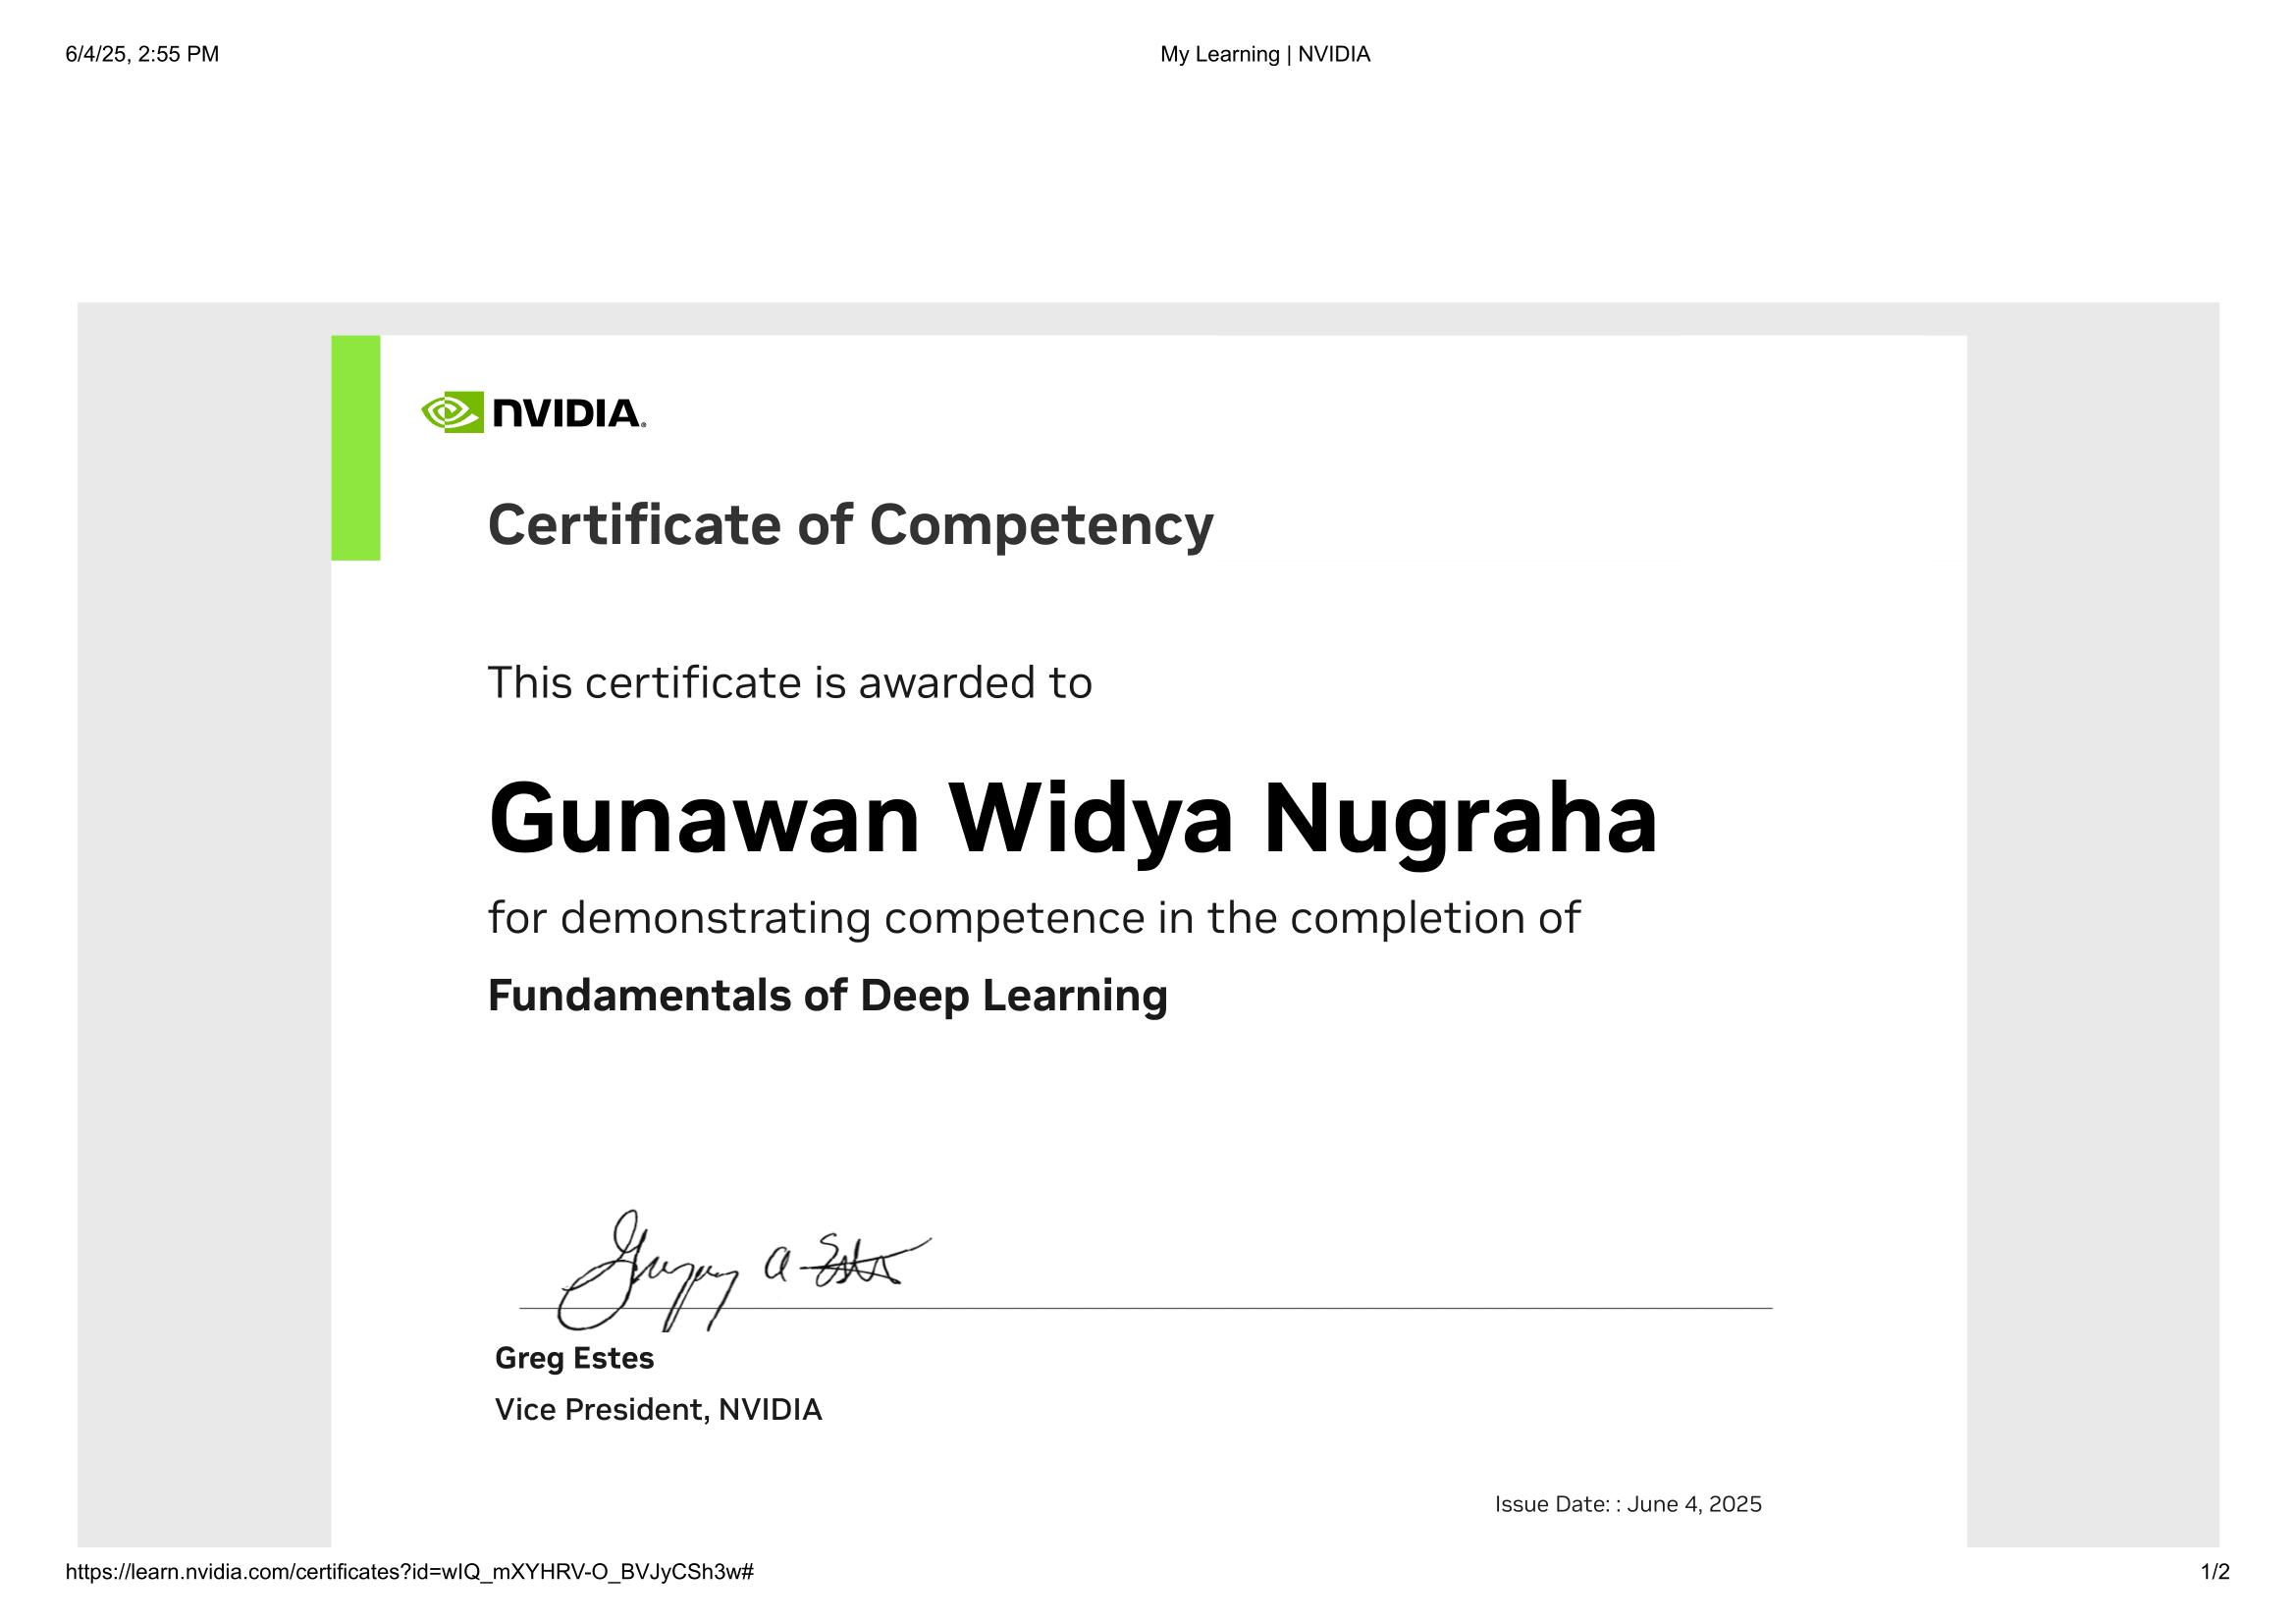 6/4/25, 2:55 PM
My Learning | NVIDIA
NVIDIA®
Certificate of Competency
This certificate is awarded to
Gunawan Widya Nugraha
for demonstrating competence in the completion of
Fundamentals of Deep Learning
Gregory A Estes
Greg Estes
Vice President, NVIDIA
Issue Date: : June 4, 2025
https://learn.nvidia.com/certificates?id=wIQ_mXYHRV-O_BVJyCSh3w#
1/2